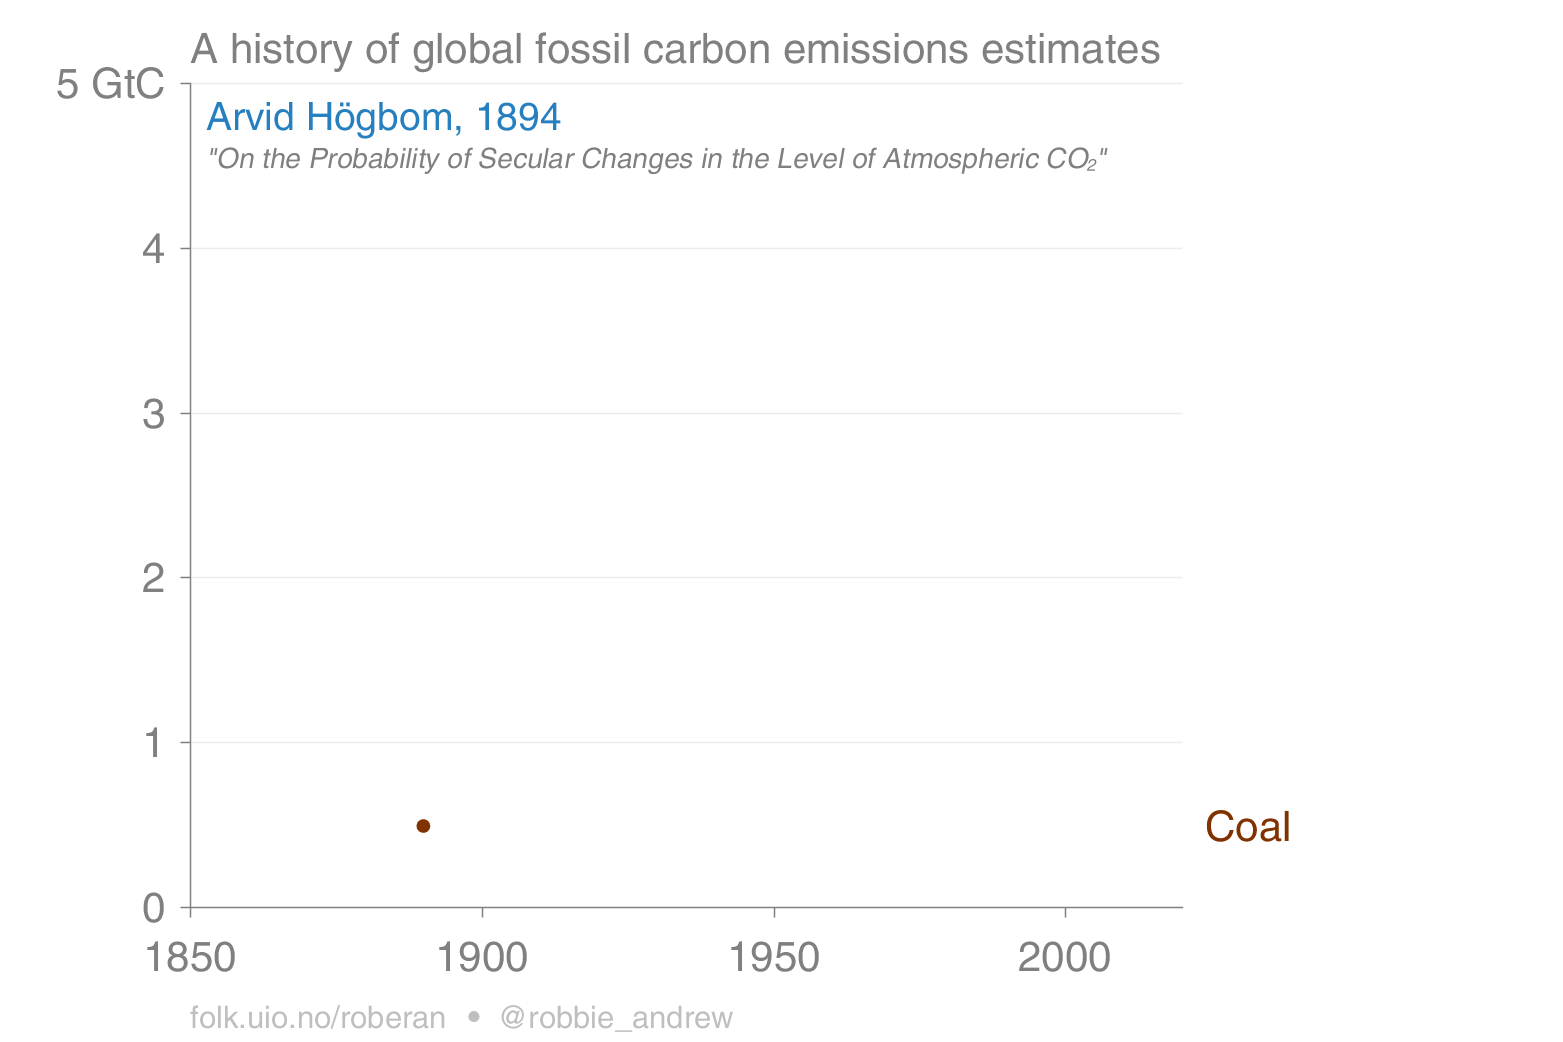 A history of global fossil carbon emissions estimates
5 GtC
Arvid Högbom, 1894
"On the Probability of Secular Changes in the Level of Atmospheric CO₂"
4
3
2
1
Coal
0
1850 1900 1950 2000
folk.uio.no/roberan • @robbie_andrew